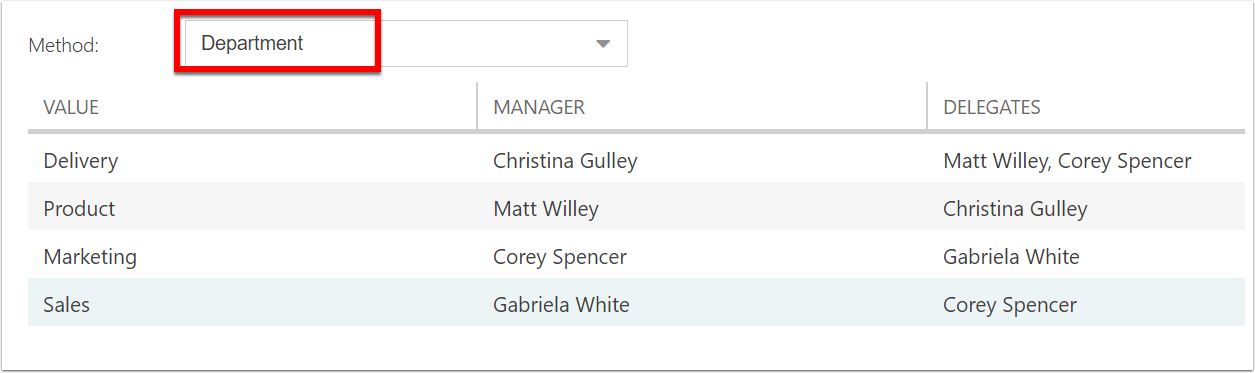 Method: Department
VALUE MANAGER DELEGATES
Delivery Christina Gulley Matt Willey, Corey Spencer
Product Matt Willey Christina Gulley
Marketing Corey Spencer Gabriela White
Sales Gabriela White Corey Spencer